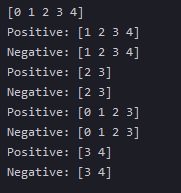 [0 1 2 3 4]
Positive: [1 2 3 4]
Negative: [1 2 3 4]
Positive: [2 3]
Negative: [2 3]
Positive: [0 1 2 3]
Negative: [0 1 2 3]
Positive: [3 4]
Negative: [3 4]